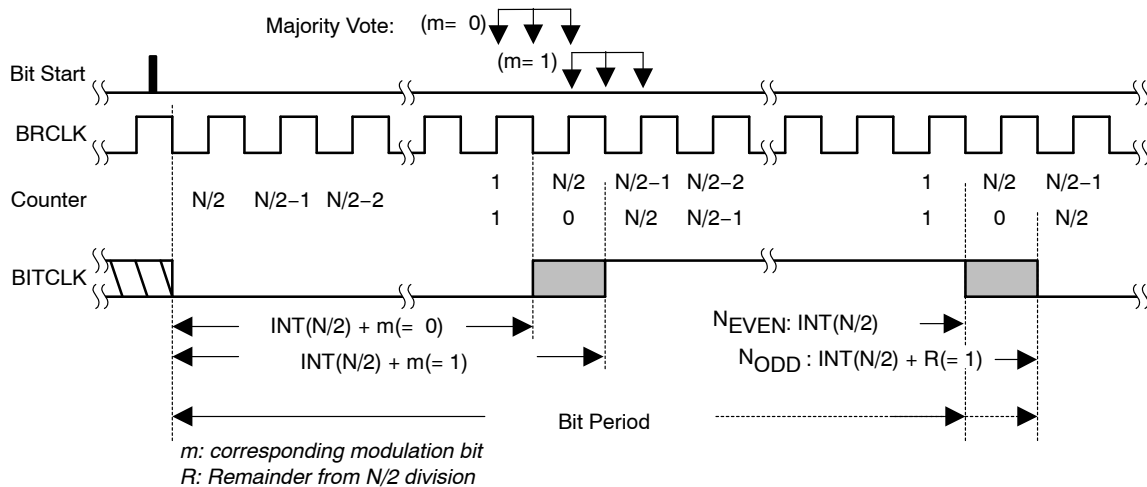 Majority Vote: (m= 0)
(m= 1)
Bit Start
BRCLK
Counter
N/2 N/2−1 N/2−2 1 N/2 N/2−1 N/2−2 1 N/2 N/2−1
1 0 N/2 N/2−1 1 0 N/2
BITCLK
INT(N/2) + m(= 0)
NEVEN: INT(N/2)
INT(N/2) + m(= 1)
NODD : INT(N/2) + R(= 1)
Bit Period
m: corresponding modulation bit
R: Remainder from N/2 division